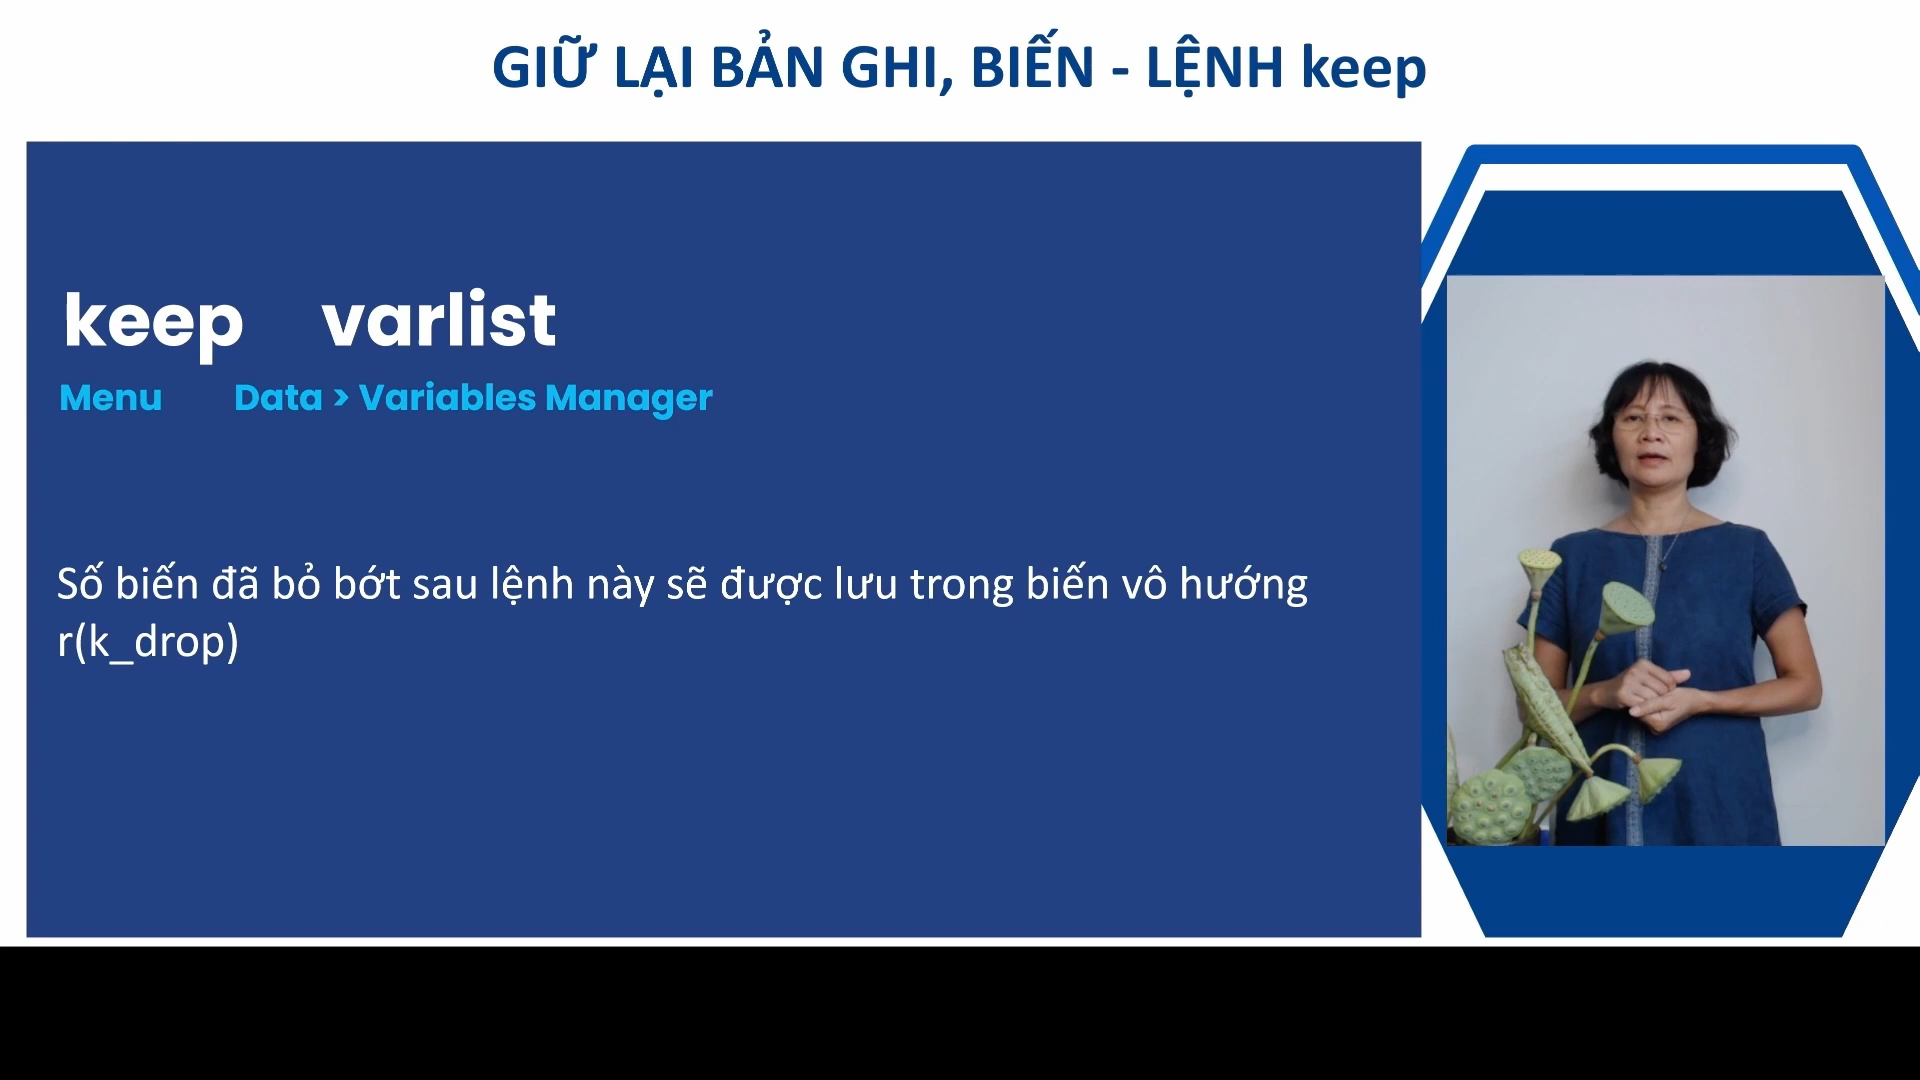 GIỮ LẠI BẢN GHI, BIẾN - LỆNH keep
keep varlist
Menu Data > Variables Manager
Số biến đã bỏ bớt sau lệnh này sẽ được lưu trong biến vô hướng
r(k_drop)